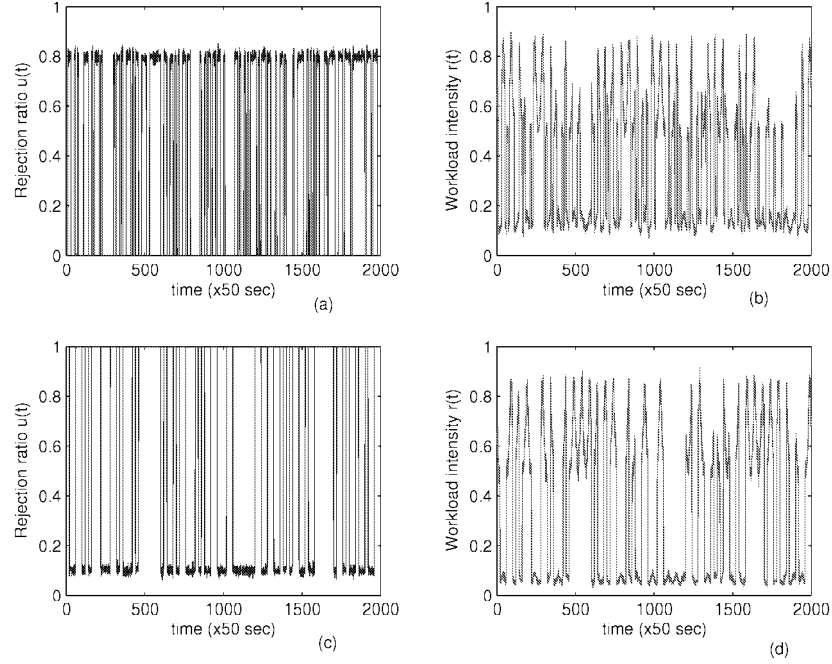 Rejection ratio u(t)
1
0.8
0.6
0.4
0.2
0
0 500 1000 1500 2000
time (x50 sec)
(a)
Workload intensity r(t)
1
0.8
0.6
0.4
0.2
0
0 500 1000 1500 2000
time (x50 sec)
(b)
Rejection ratio u(t)
1
0.8
0.6
0.4
0.2
0
0 500 1000 1500 2000
time (x50 sec)
(c)
Workload intensity r(t)
1
0.8
0.6
0.4
0.2
0
0 500 1000 1500 2000
time (x50 sec)
(d)